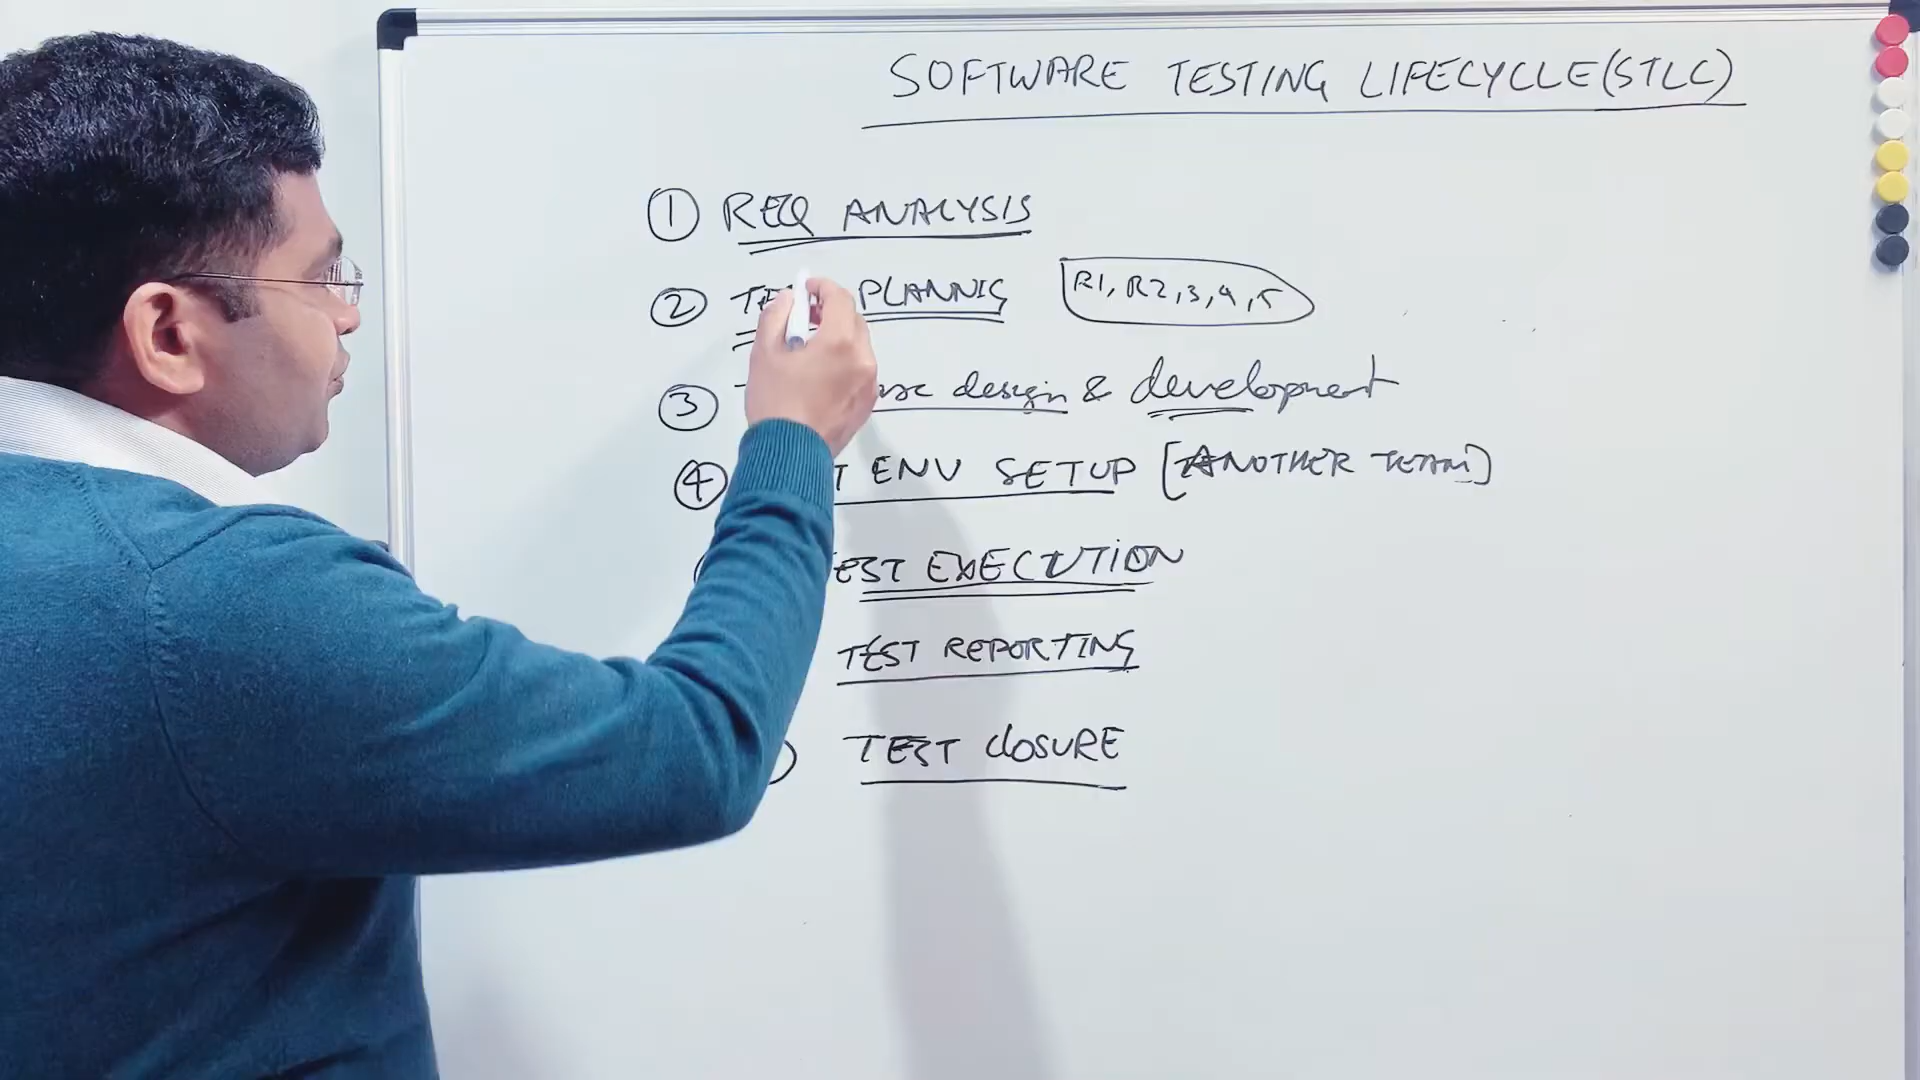 SOFTWARE TESTING LIFECYCLE (STLC)
① REQ ANALYSIS
② PLANNIG R1, R2, 3, 4, 5
③ design & development
④ ENV SETUP [ANOTHER TEAM]
TEST EXECUTION
TEST REPORTING
TEST CLOSURE